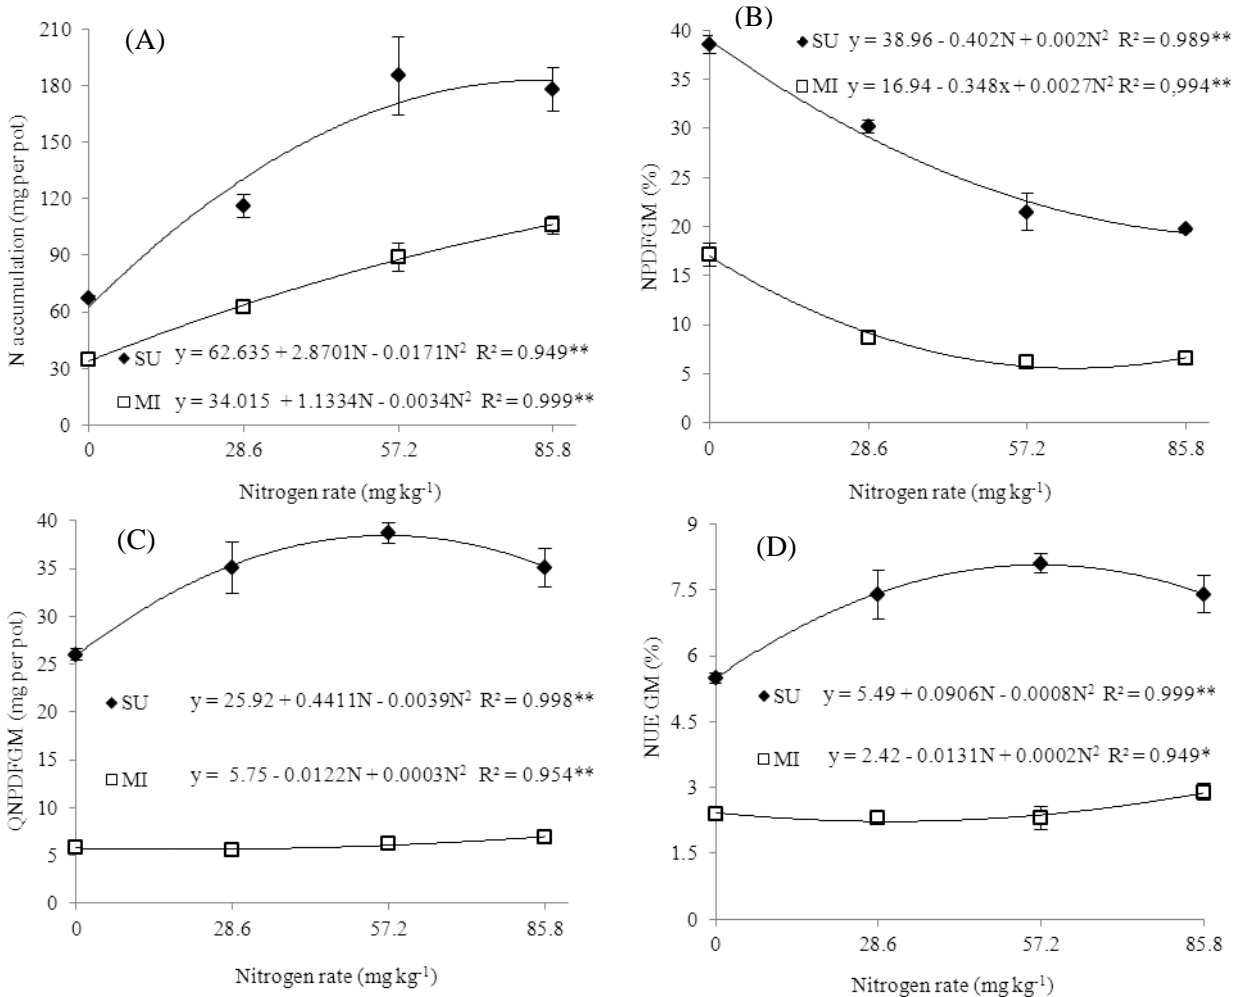 (A)
N accumulation (mg per pot)
210
180
150
120
90
60
30
0
SU y = 62.635 + 2.8701N - 0.0171N² R² = 0.949**
MI y = 34.015 + 1.1334N - 0.0034N² R² = 0.999**
0 28.6 57.2 85.8
Nitrogen rate (mg kg⁻¹)
(B)
NPDFGM (%)
40
35
30
25
20
15
10
5
0
SU y = 38.96 - 0.402N + 0.002N² R² = 0.989**
MI y = 16.94 - 0.348x + 0.0027N² R² = 0,994**
0 28.6 57.2 85.8
Nitrogen rate (mg kg⁻¹)
(C)
QNPDFGM (mg per pot)
40
35
30
25
20
15
10
5
0
SU y = 25.92 + 0.4411N - 0.0039N² R² = 0.998**
MI y = 5.75 - 0.0122N + 0.0003N² R² = 0.954**
0 28.6 57.2 85.8
Nitrogen rate (mg kg⁻¹)
(D)
NUE GM (%)
9
7.5
6
4.5
3
1.5
0
SU y = 5.49 + 0.0906N - 0.0008N² R² = 0.999**
MI y = 2.42 - 0.0131N + 0.0002N² R² = 0.949*
0 28.6 57.2 85.8
Nitrogen rate (mg kg⁻¹)